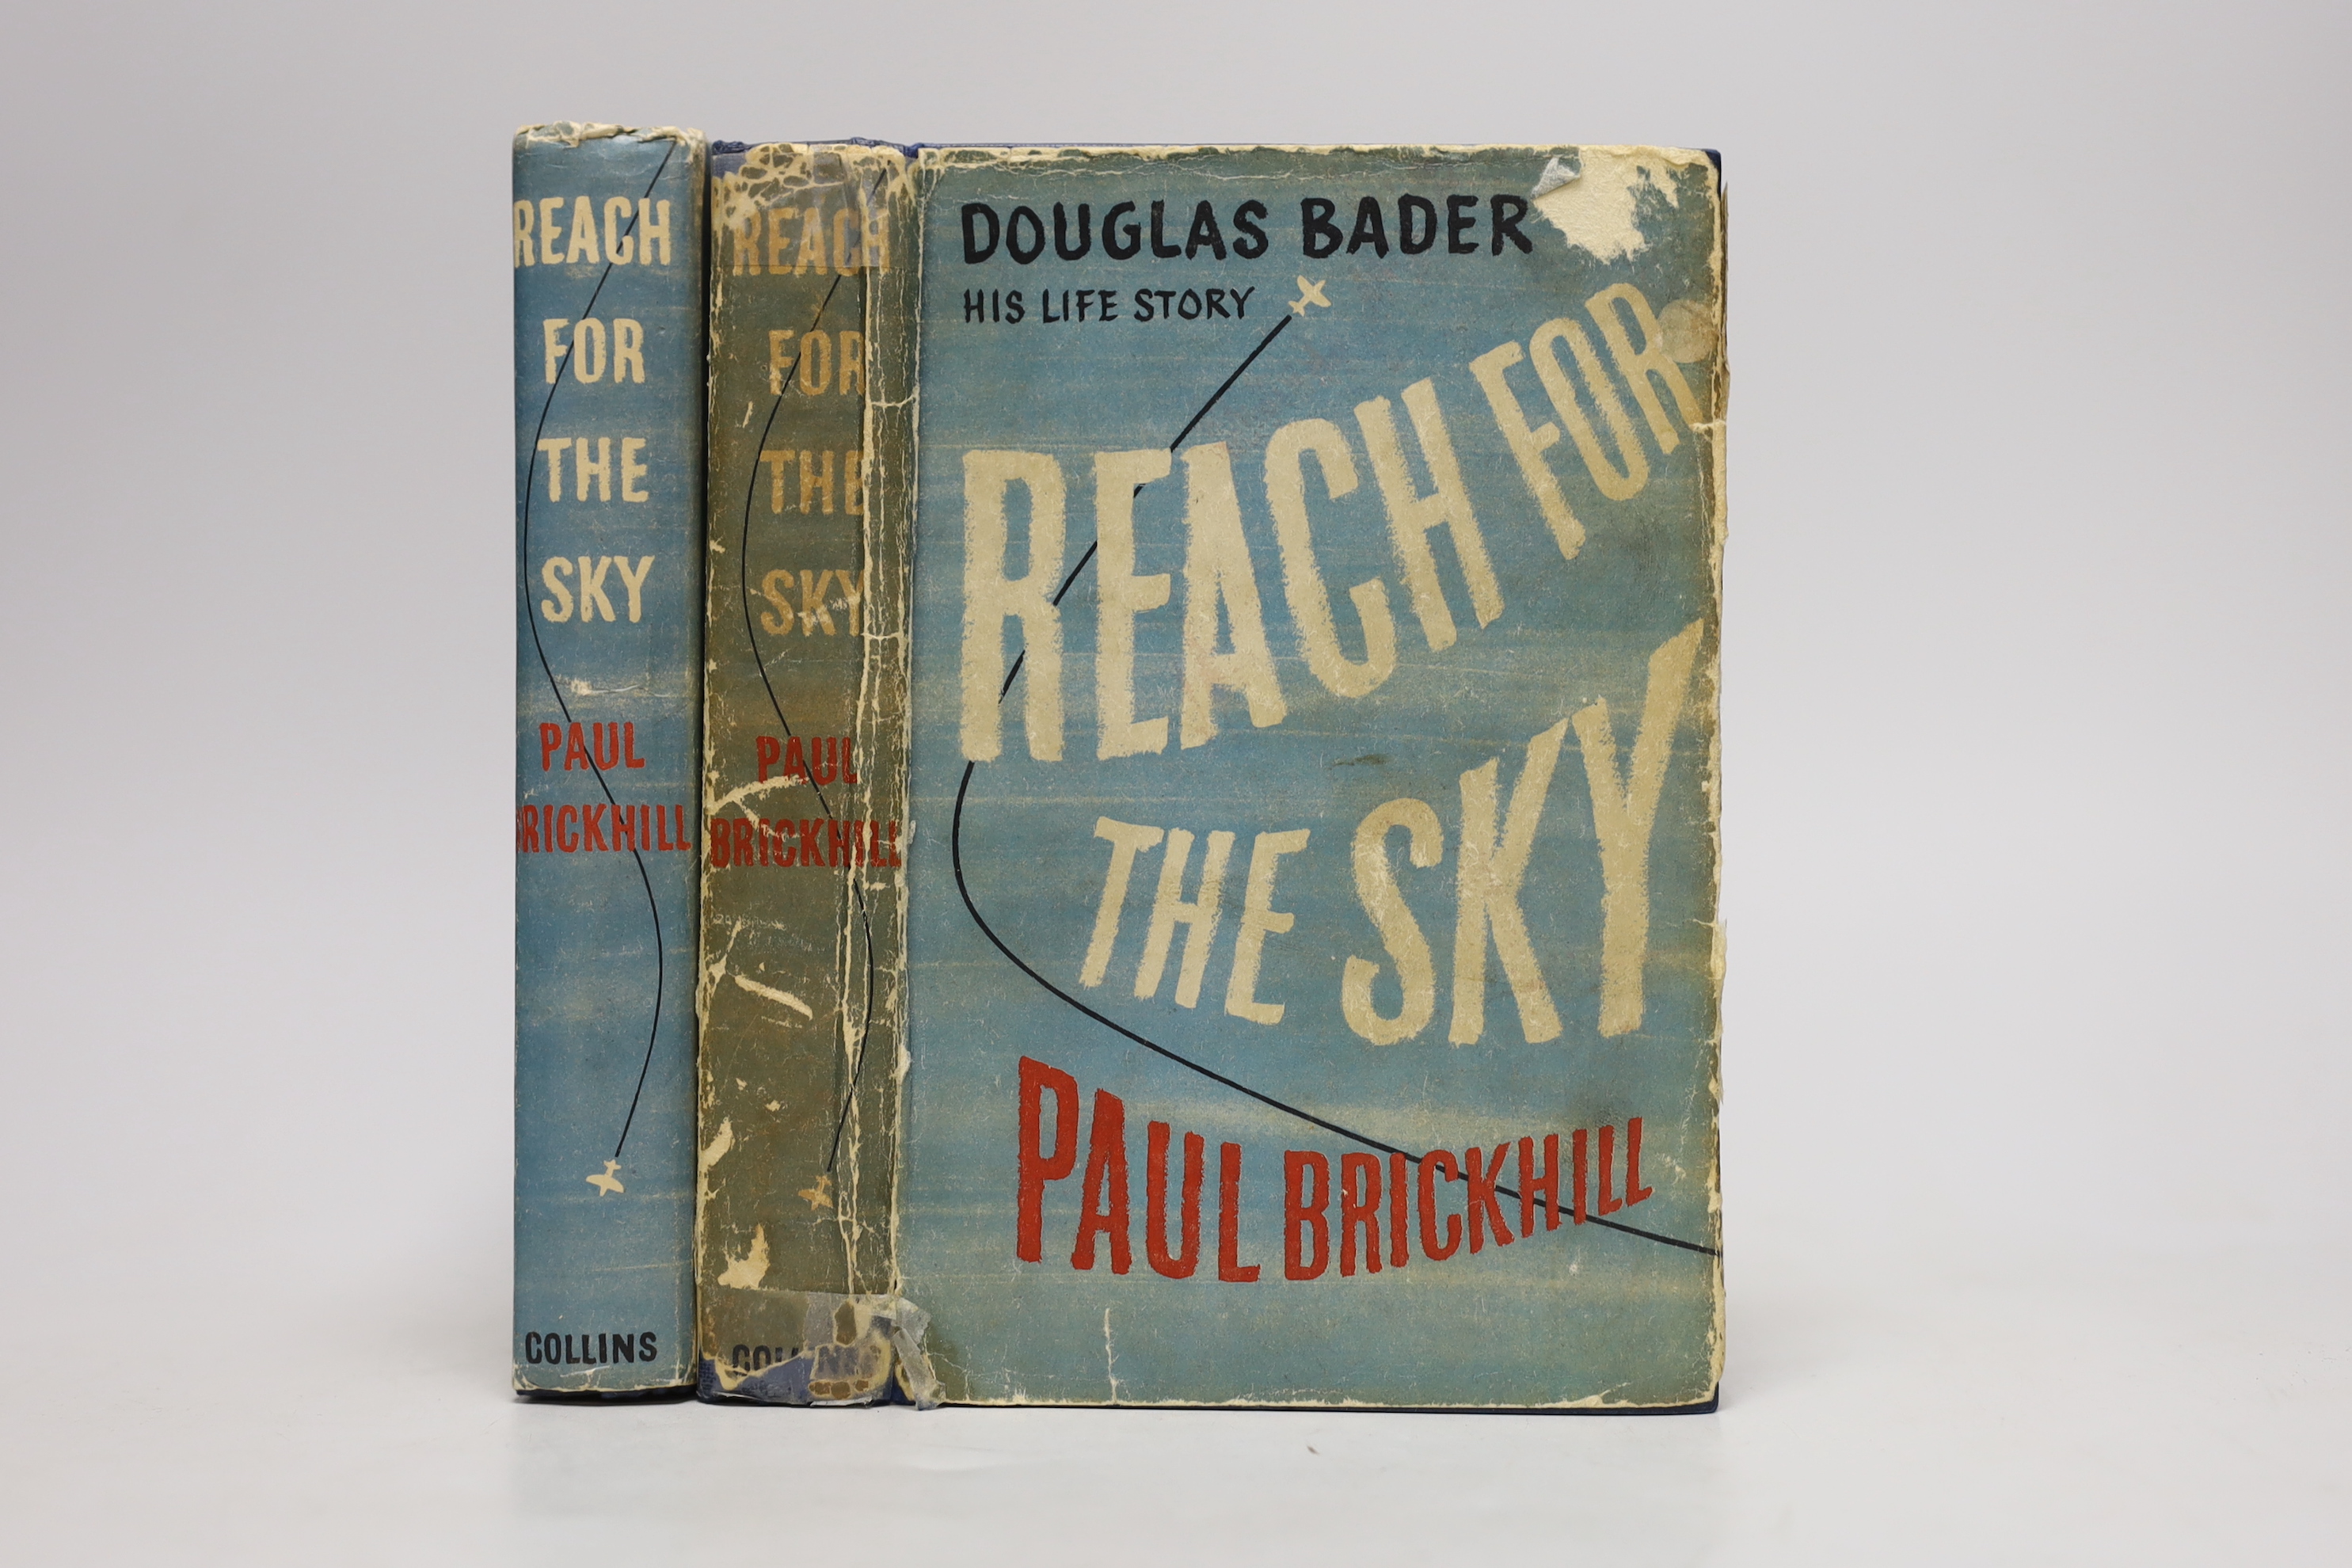 REACH
FOR
THE
SKY
PAUL
BRICKHILL
COLLINS
REACH
FOR
THE
SKY
PAUL
BRICKHILL
COLLINS
DOUGLAS BADER
HIS LIFE STORY
REACH FOR
THE SKY
PAUL BRICKHILL